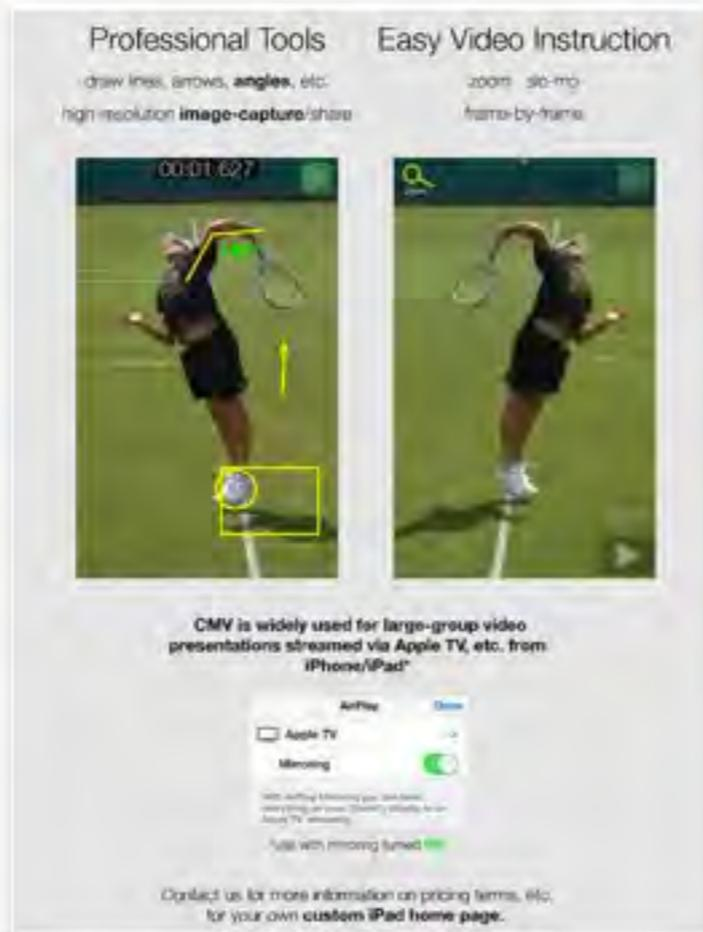 Professional Tools
draw lines, arrows, angles, etc.
high resolution image-capture/share
Easy Video Instruction
zoom slo-mo
frame-by-frame
00:01.627
CMV is widely used for large-group video
presentations streamed via Apple TV, etc. from
iPhone/iPad*
AirPlay Done
Apple TV
Mirroring
*use with mirroring turned
Contact us for more information on pricing terms, etc.
for your own custom iPad home page.